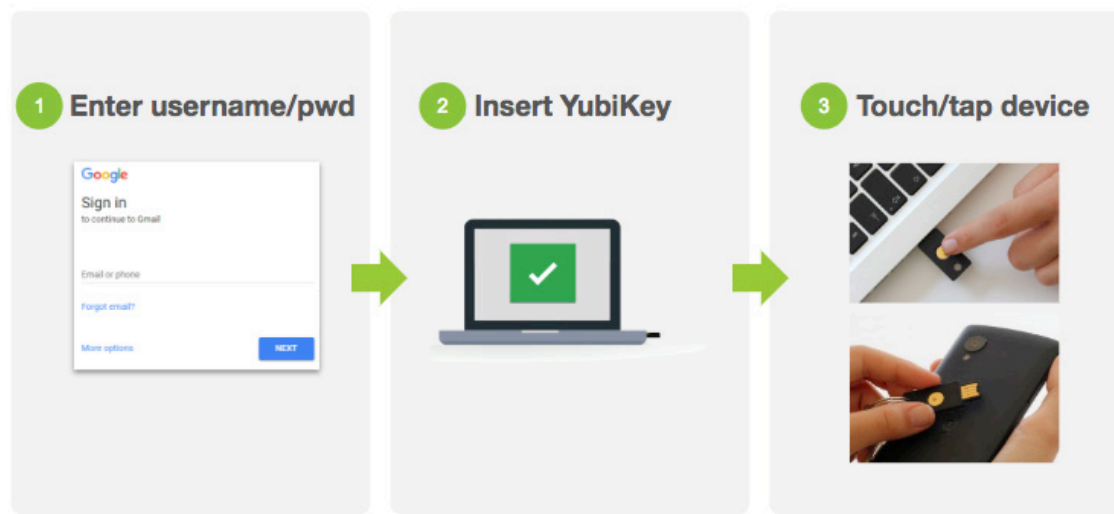 1 Enter username/pwd
Google
Sign in
to continue to Gmail
Email or phone
Forgot email?
More options
NEXT
2 Insert YubiKey
3 Touch/tap device